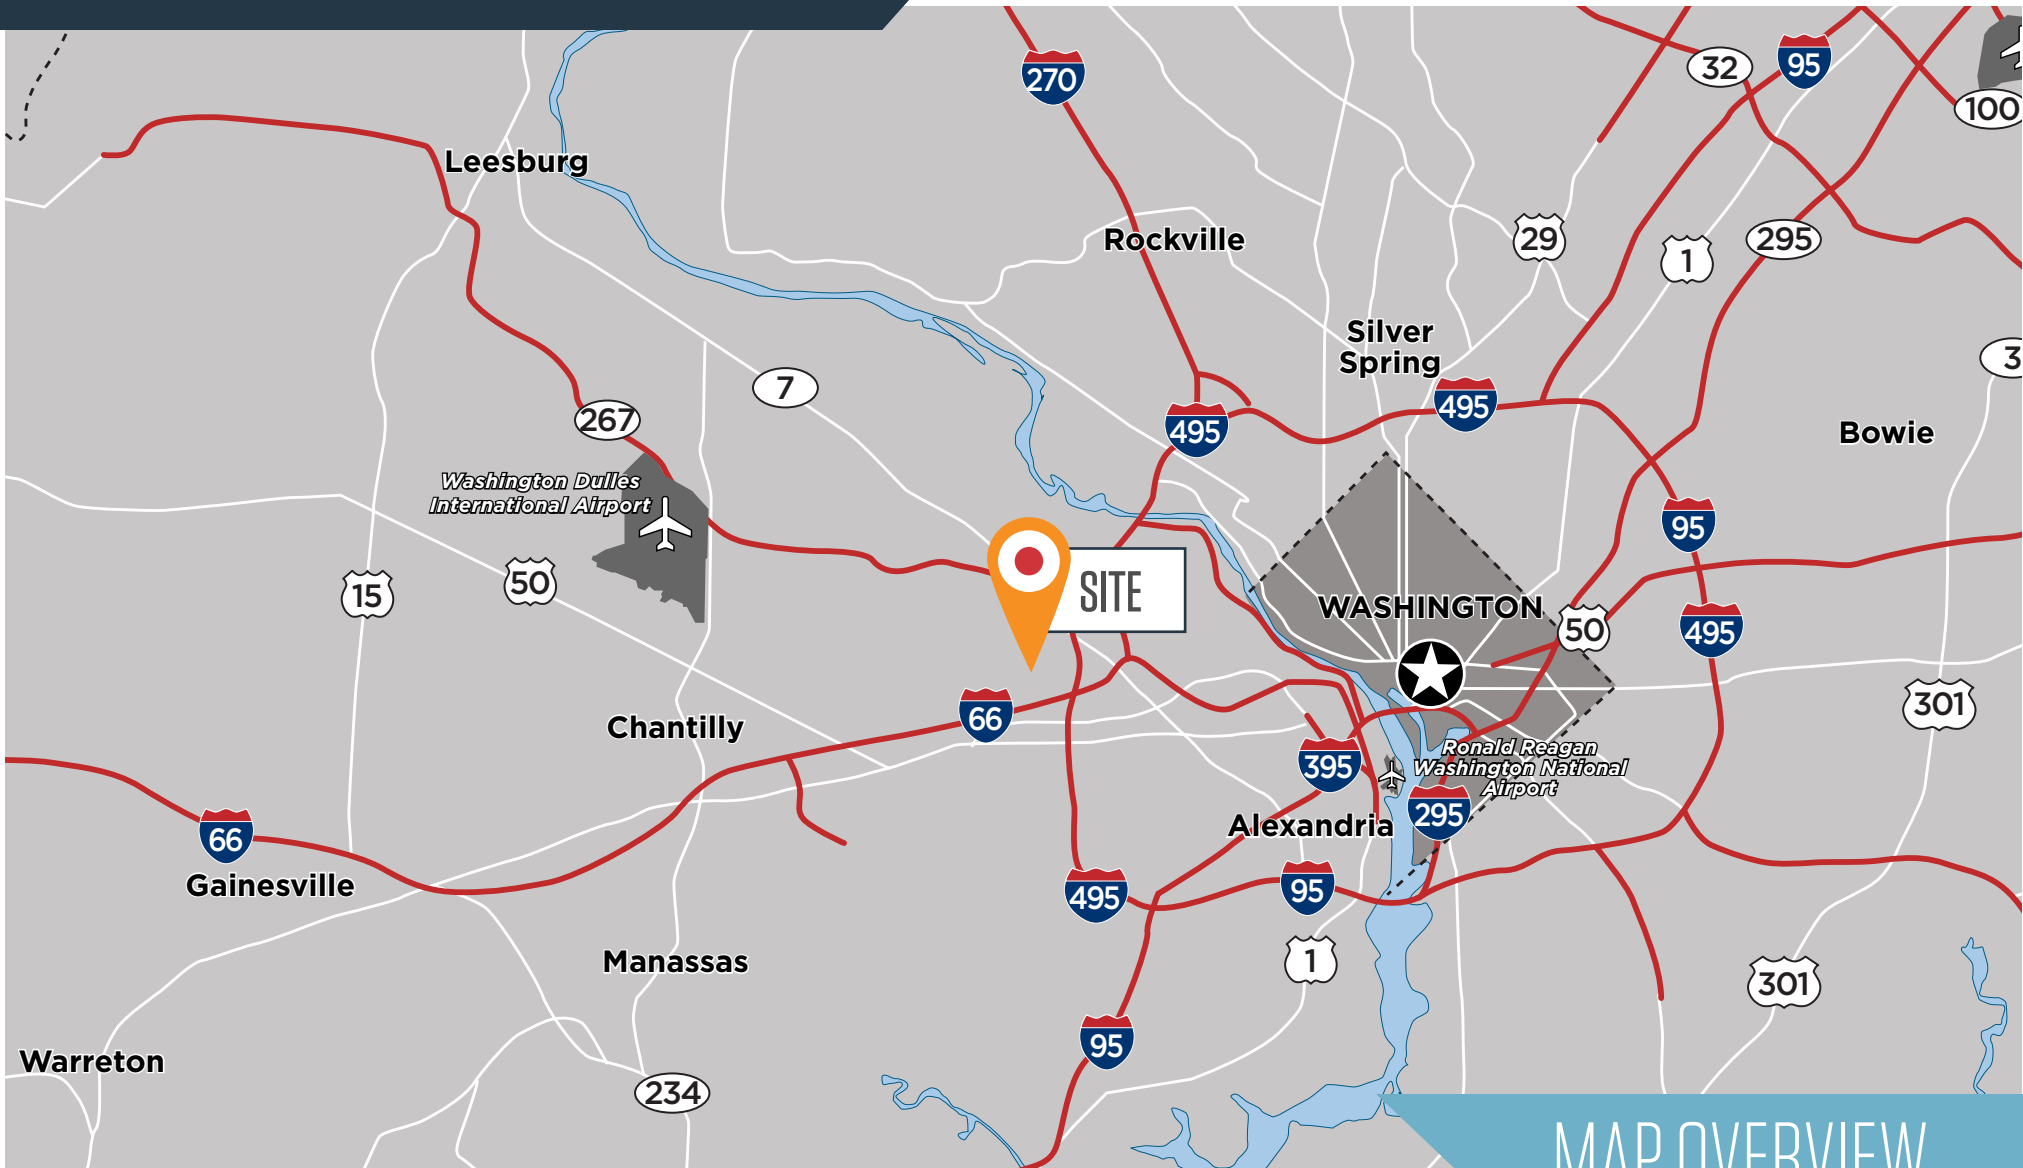 270
32
95
100
Leesburg
Rockville
29
1
295
Silver
Spring
3
7
267
495
495
Bowie
Washington Dulles
International Airport
95
15
50
SITE
WASHINGTON
50
495
66
301
Chantilly
395
Ronald Reagan
Washington National
Airport
295
Alexandria
66
Gainesville
495
95
Manassas
1
301
95
Warreton
234
MAP OVERVIEW